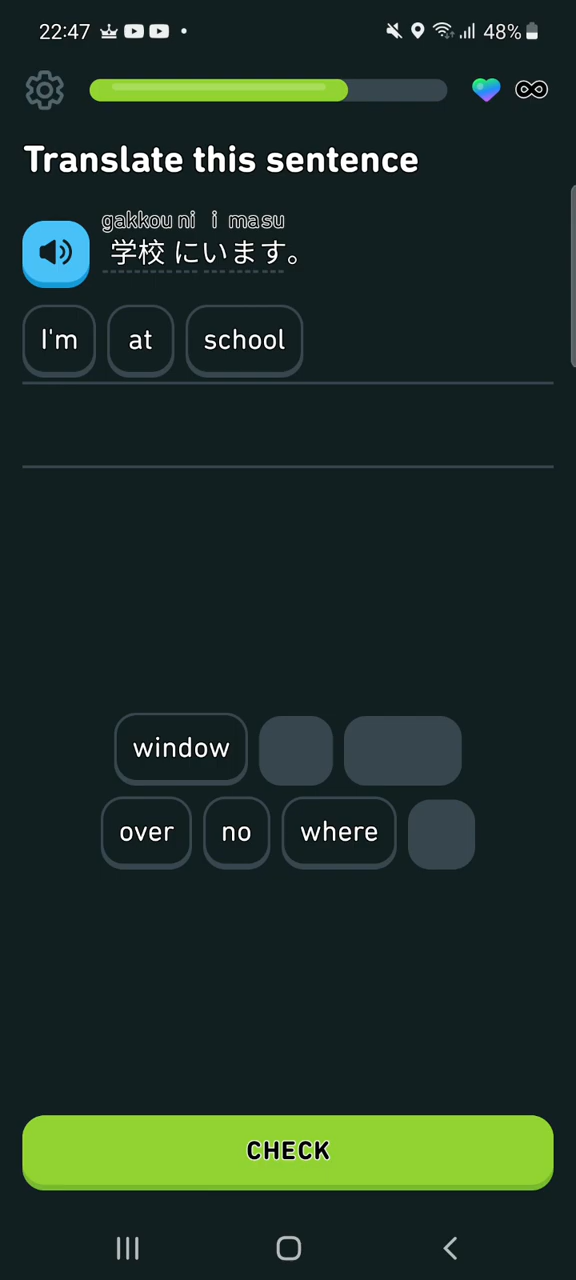 22:47 48%
Translate this sentence
gakkou ni i masu
学校 にいます。
I'm at school
window
over no where
CHECK